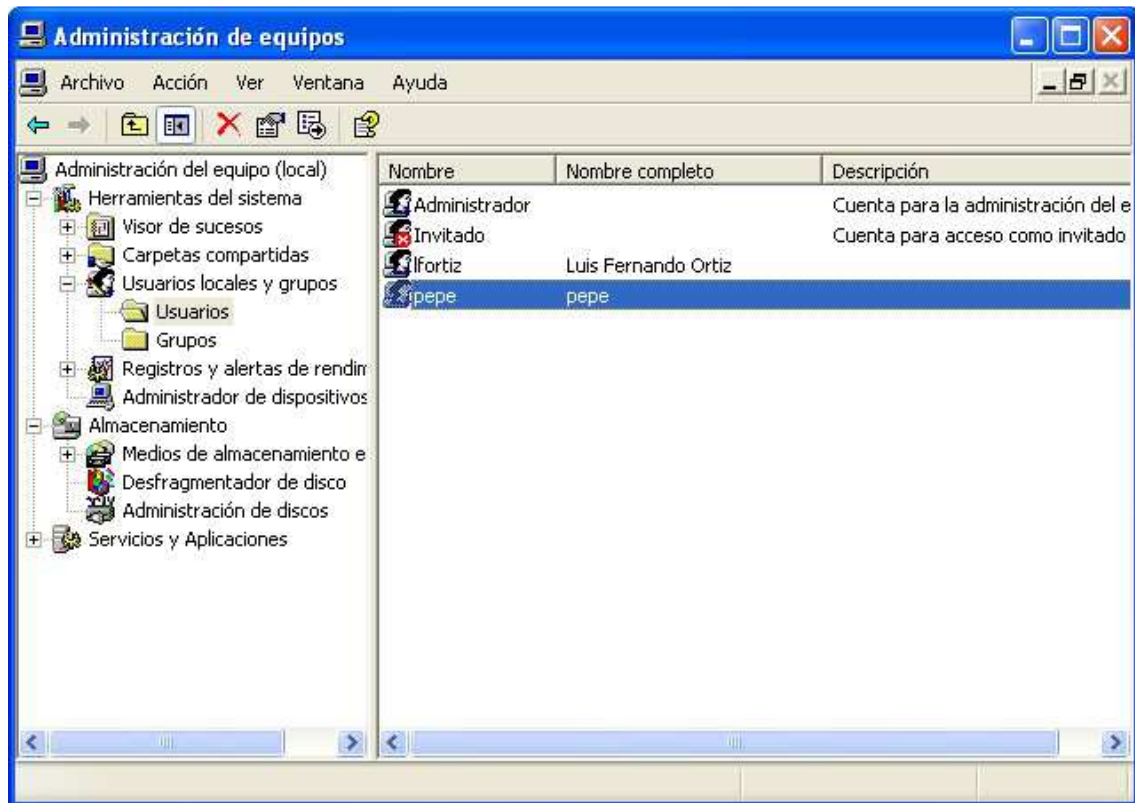 Administración de equipos
Archivo Acción Ver Ventana Ayuda
Administración del equipo (local)
Herramientas del sistema
Visor de sucesos
Carpetas compartidas
Usuarios locales y grupos
Usuarios
Grupos
Registros y alertas de rendim
Administrador de dispositivos
Almacenamiento
Medios de almacenamiento e
Desfragmentador de disco
Administración de discos
Servicios y Aplicaciones
Nombre Nombre completo Descripción
Administrador Cuenta para la administración del e
Invitado Cuenta para acceso como invitado
lfortiz Luis Fernando Ortiz
pepe pepe